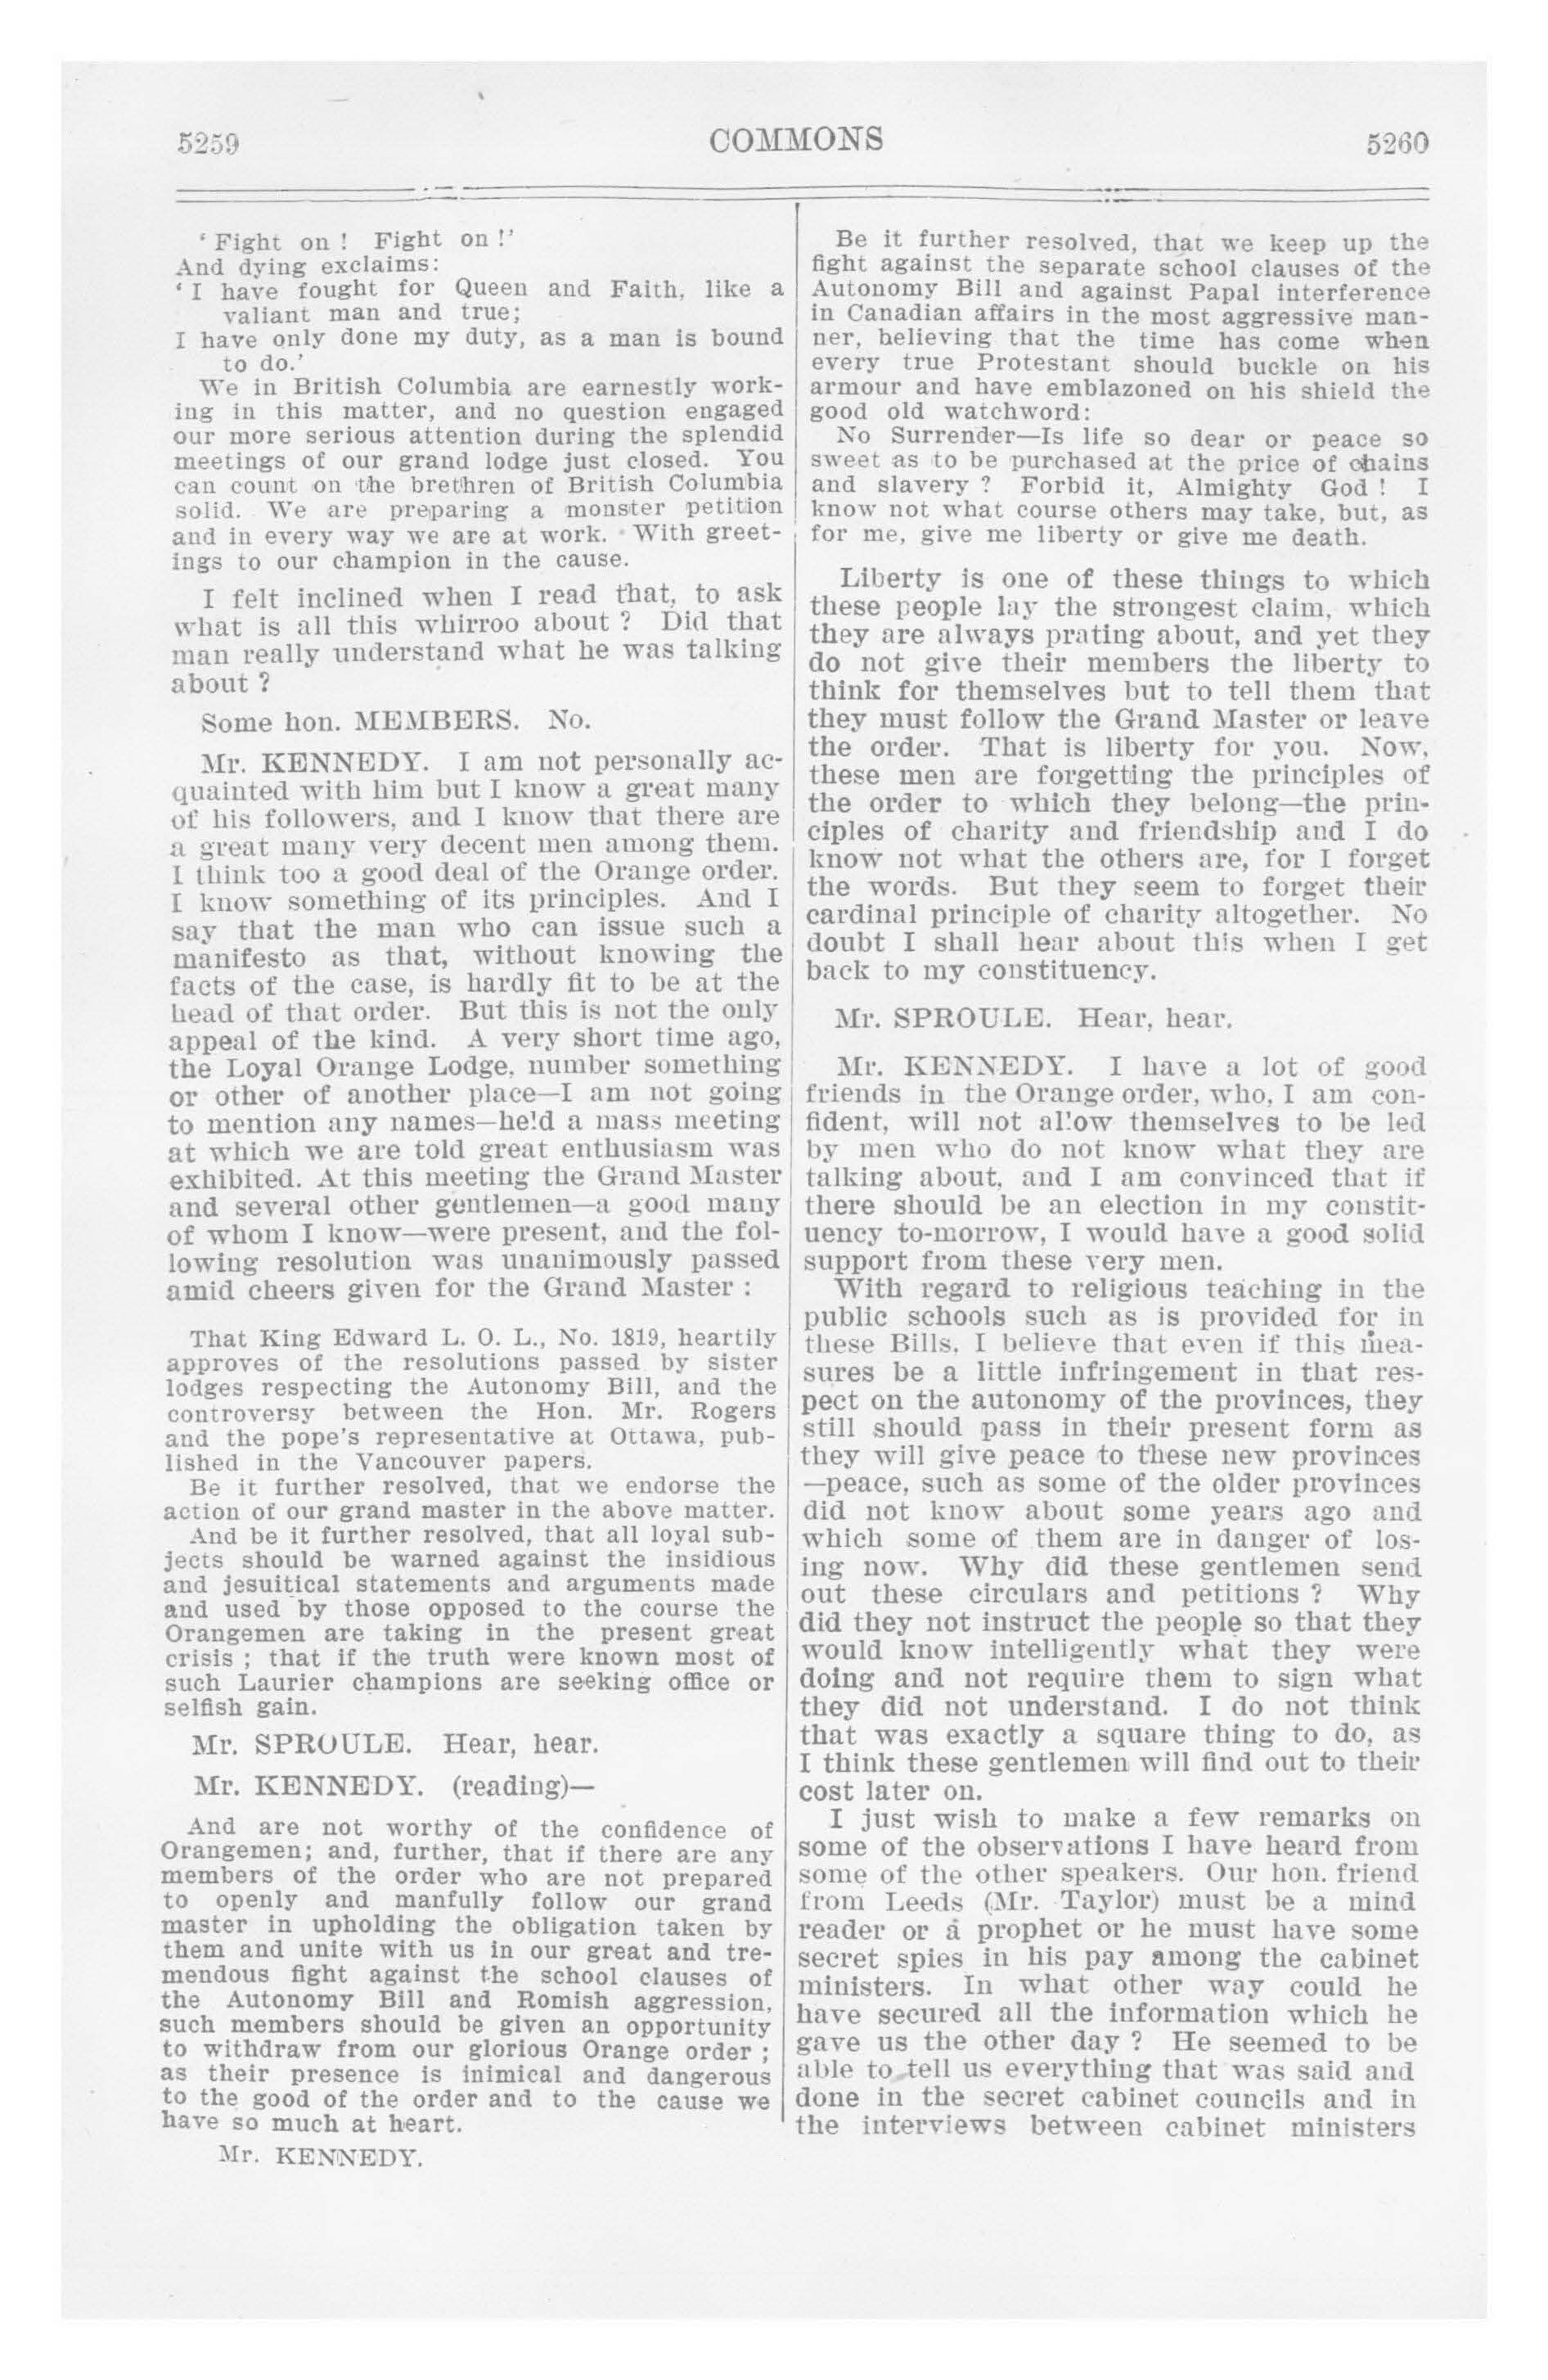 5259
COMMONS
5260
‘ Fight on ! Fight on !’
And dying exclaims:
‘ I have fought for Queen and Faith, like a
valiant man and true;
I have only done my duty, as a man is bound
to do.’
We in British Columbia are earnestly work-
ing in this matter, and no question engaged
our more serious attention during the splendid
meetings of our grand lodge just closed. You
can count on the brethren of British Columbia
solid. We are preparing a monster petition
and in every way we are at work. With greet-
ings to our champion in the cause.
I felt inclined when I read that, to ask
what is all this whirroo about ? Did that
man really understand what he was talking
about ?
Some hon. MEMBERS. No.
Mr. KENNEDY. I am not personally ac-
quainted with him but I know a great many
of his followers, and I know that there are
a great many very decent men among them.
I think too a good deal of the Orange order.
I know something of its principles. And I
say that the man who can issue such a
manifesto as that, without knowing the
facts of the case, is hardly fit to be at the
head of that order. But this is not the only
appeal of the kind. A very short time ago,
the Loyal Orange Lodge, number something
or other of another place—I am not going
to mention any names—held a mass meeting
at which we are told great enthusiasm was
exhibited. At this meeting the Grand Master
and several other gentlemen—a good many
of whom I know—were present, and the fol-
lowing resolution was unanimously passed
amid cheers given for the Grand Master :
That King Edward L. O. L., No. 1819, heartily
approves of the resolutions passed by sister
lodges respecting the Autonomy Bill, and the
controversy between the Hon. Mr. Rogers
and the pope's representative at Ottawa, pub-
lished in the Vancouver papers.
Be it further resolved, that we endorse the
action of our grand master in the above matter.
And be it further resolved, that all loyal sub-
jects should be warned against the insidious
and jesuitical statements and arguments made
and used by those opposed to the course the
Orangemen are taking in the present great
crisis ; that if the truth were known most of
such Laurier champions are seeking office or
selfish gain.
Mr. SPROULE. Hear, hear.
Mr. KENNEDY. (reading)—
And are not worthy of the confidence of
Orangemen; and, further, that if there are any
members of the order who are not prepared
to openly and manfully follow our grand
master in upholding the obligation taken by
them and unite with us in our great and tre-
mendous fight against the school clauses of
the Autonomy Bill and Romish aggression,
such members should be given an opportunity
to withdraw from our glorious Orange order ;
as their presence is inimical and dangerous
to the good of the order and to the cause we
have so much at heart.
Mr. KENNEDY.
Be it further resolved, that we keep up the
fight against the separate school clauses of the
Autonomy Bill and against Papal interference
in Canadian affairs in the most aggressive man-
ner, believing that the time has come when
every true Protestant should buckle on his
armour and have emblazoned on his shield the
good old watchword:
No Surrender—Is life so dear or peace so
sweet as to be purchased at the price of chains
and slavery ? Forbid it, Almighty God ! I
know not what course others may take, but, as
for me, give me liberty or give me death.
Liberty is one of these things to which
these people lay the strongest claim, which
they are always prating about, and yet they
do not give their members the liberty to
think for themselves but to tell them that
they must follow the Grand Master or leave
the order. That is liberty for you. Now,
these men are forgetting the principles of
the order to which they belong—the prin-
ciples of charity and friendship and I do
know not what the others are, for I forget
the words. But they seem to forget their
cardinal principle of charity altogether. No
doubt I shall hear about this when I get
back to my constituency.
Mr. SPROULE. Hear, hear.
Mr. KENNEDY. I have a lot of good
friends in the Orange order, who, I am con-
fident, will not allow themselves to be led
by men who do not know what they are
talking about, and I am convinced that if
there should be an election in my constit-
uency to-morrow, I would have a good solid
support from these very men.
With regard to religious teaching in the
public schools such as is provided for in
these Bills, I believe that even if this mea-
sures be a little infringement in that res-
pect on the autonomy of the provinces, they
still should pass in their present form as
they will give peace to these new provinces
—peace, such as some of the older provinces
did not know about some years ago and
which some of them are in danger of los-
ing now. Why did these gentlemen send
out these circulars and petitions ? Why
did they not instruct the people so that they
would know intelligently what they were
doing and not require them to sign what
they did not understand. I do not think
that was exactly a square thing to do, as
I think these gentlemen will find out to their
cost later on.
I just wish to make a few remarks on
some of the observations I have heard from
some of the other speakers. Our hon. friend
from Leeds (Mr. Taylor) must be a mind
reader or a prophet or he must have some
secret spies in his pay among the cabinet
ministers. In what other way could he
have secured all the information which he
gave us the other day ? He seemed to be
able to tell us everything that was said and
done in the secret cabinet councils and in
the interviews between cabinet ministers